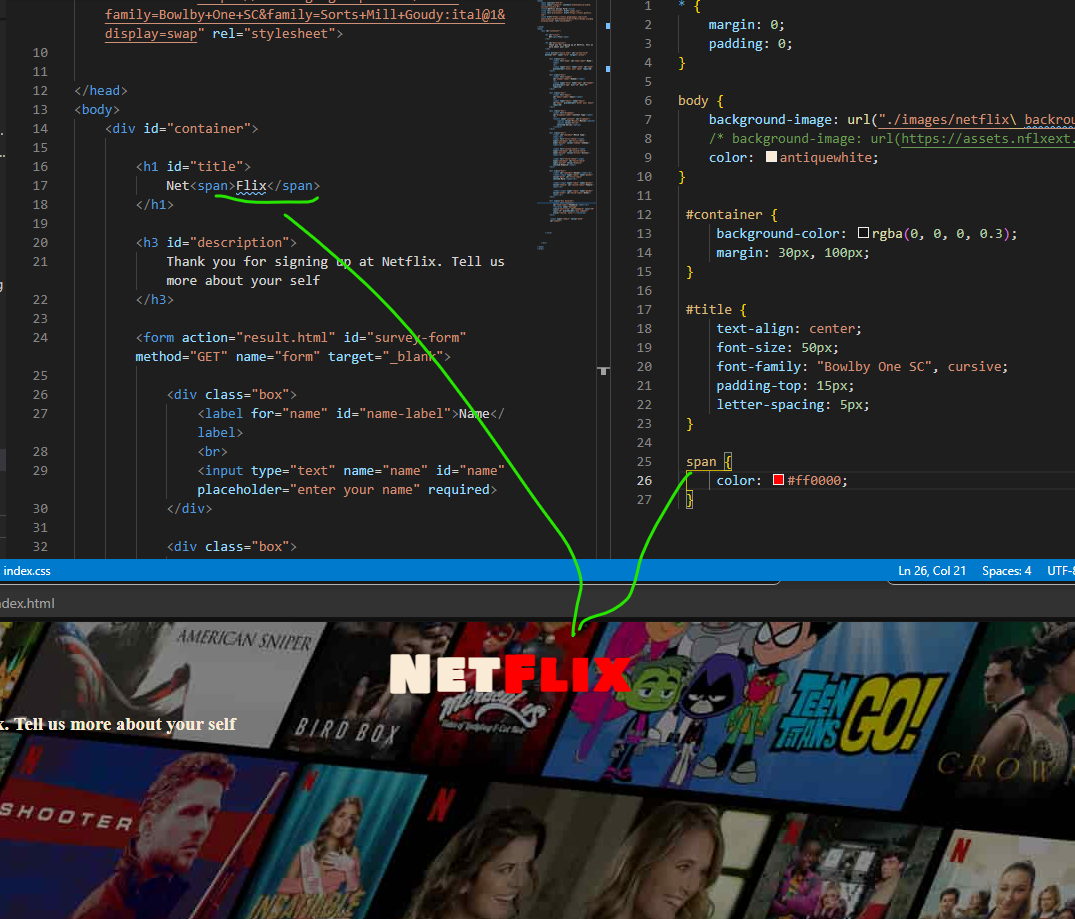 family=Bowlby+One+SC&family=Sorts+Mill+Goudy:ital@1&
display=swap" rel="stylesheet">
10
11
12 </head>
13 <body>
14 <div id="container">
15
16 <h1 id="title">
17 Net<span>Flix</span>
18 </h1>
19
20 <h3 id="description">
21 Thank you for signing up at Netflix. Tell us
more about your self
22 </h3>
23
24 <form action="result.html" id="survey-form"
method="GET" name="form" target="_blank">
25
26 <div class="box">
27 <label for="name" id="name-label">Name</
label>
28 <br>
29 <input type="text" name="name" id="name"
placeholder="enter your name" required>
30 </div>
31
32 <div class="box">
1 * {
2 margin: 0;
3 padding: 0;
4 }
5
6 body {
7 background-image: url("./images/netflix\ backrou
8 /* background-image: url(https://assets.nflxext.
9 color: antiquewhite;
10 }
11
12 #container {
13 background-color: rgba(0, 0, 0, 0.3);
14 margin: 30px, 100px;
15 }
16
17 #title {
18 text-align: center;
19 font-size: 50px;
20 font-family: "Bowlby One SC", cursive;
21 padding-top: 15px;
22 letter-spacing: 5px;
23 }
24
25 span {
26 color: #ff0000;
27 }
index.css
Ln 26, Col 21 Spaces: 4 UTF-8
ndex.html
AMERICAN SNIPER
NETFLIX
BIRD BOX
Miraculous
TEEN
TITANS
GO!
CROWN
x. Tell us more about your self
N
SHOOTER
N
N
N
INSATIABLE